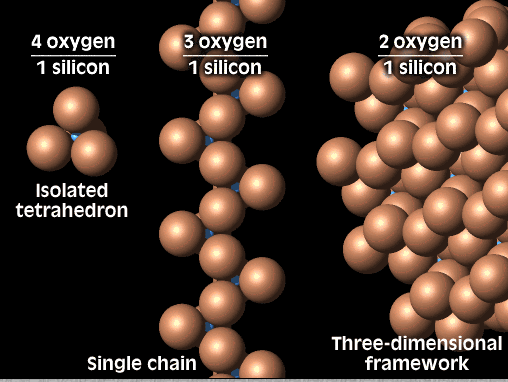 4 oxygen
1 silicon
Isolated
tetrahedron
3 oxygen
1 silicon
Single chain
2 oxygen
1 silicon
Three-dimensional
framework